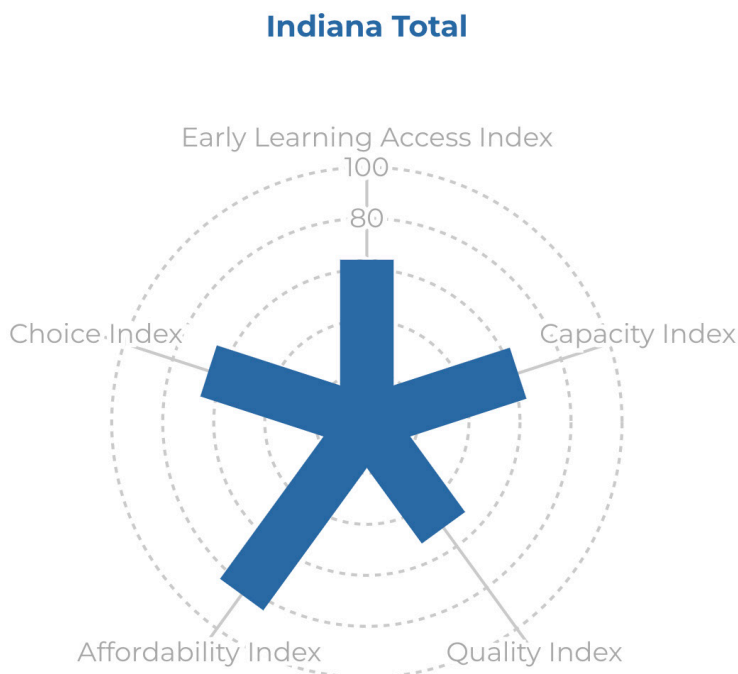 Indiana Total
Early Learning Access Index
100
80
Choice Index
Capacity Index
Affordability Index
Quality Index